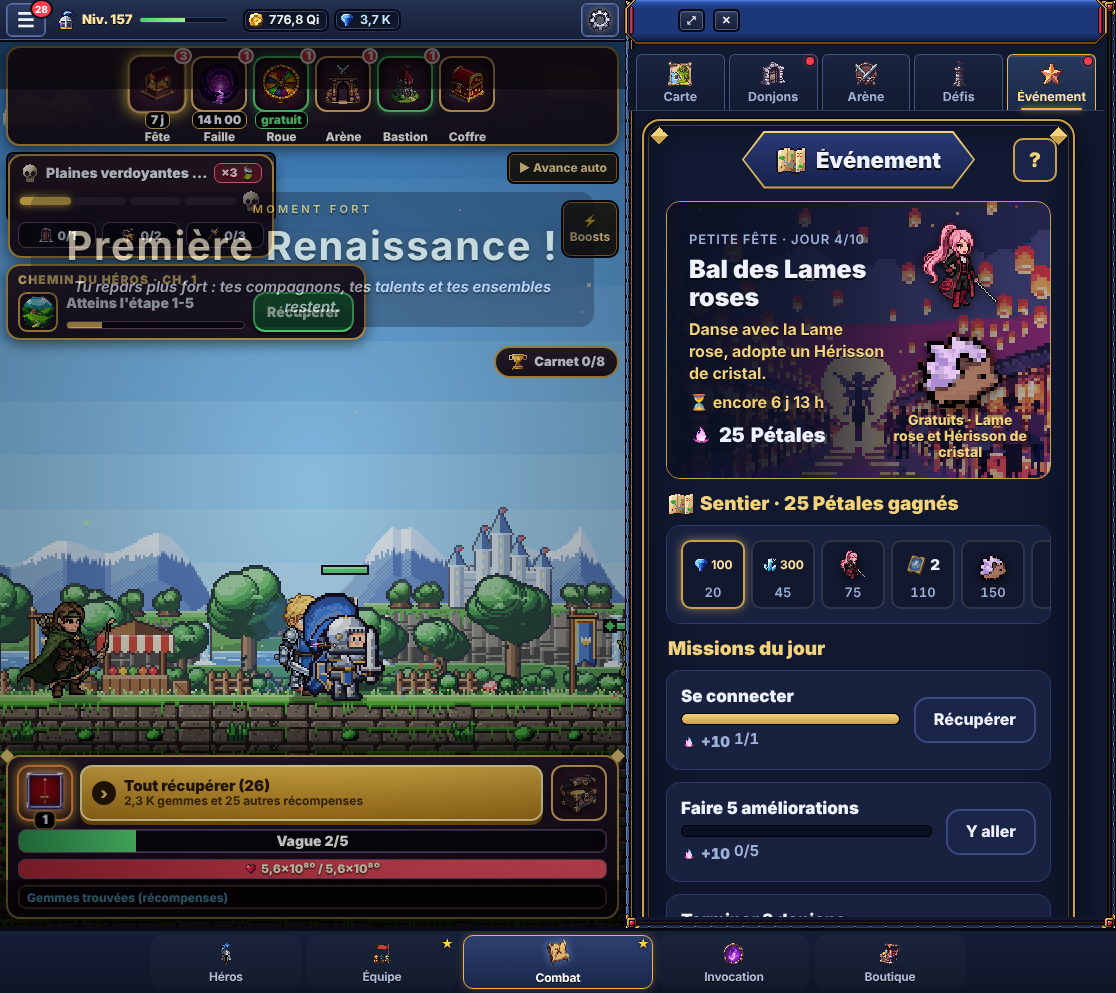 28
Niv. 157
776,8 Qi
3,7 K
3
1
1
1
1
7 j
14 h 00
gratuit
Fête
Faille
Roue
Arène
Bastion
Coffre
Plaines verdoyantes ...
×3
Avance auto
MOMENT FORT
0/2
0/3
Première Renaissance !
Boosts
CHEMIN DU HÉROS · CH. 1
Tu repars plus fort : tes compagnons, tes talents et tes ensembles
restent.
Atteins l'étape 1-5
Récupérer
Carnet 0/8
Tout récupérer (26)
2,3 K gemmes et 25 autres récompenses
1
Vague 2/5
5,6×10⁸⁰ / 5,6×10⁸⁰
Gemmes trouvées (récompenses)
Carte
Donjons
Arène
Défis
Événement
Événement
?
PETITE FÊTE · JOUR 4/10
Bal des Lames
roses
Danse avec la Lame
rose, adopte un Hérisson
de cristal.
encore 6 j 13 h
25 Pétales
Gratuits · Lame
rose et Hérisson de
cristal
Sentier · 25 Pétales gagnés
100
300
2
20
45
75
110
150
Missions du jour
Se connecter
+10 1/1
Récupérer
Faire 5 améliorations
+10 0/5
Y aller
Héros
Équipe
Combat
Invocation
Boutique